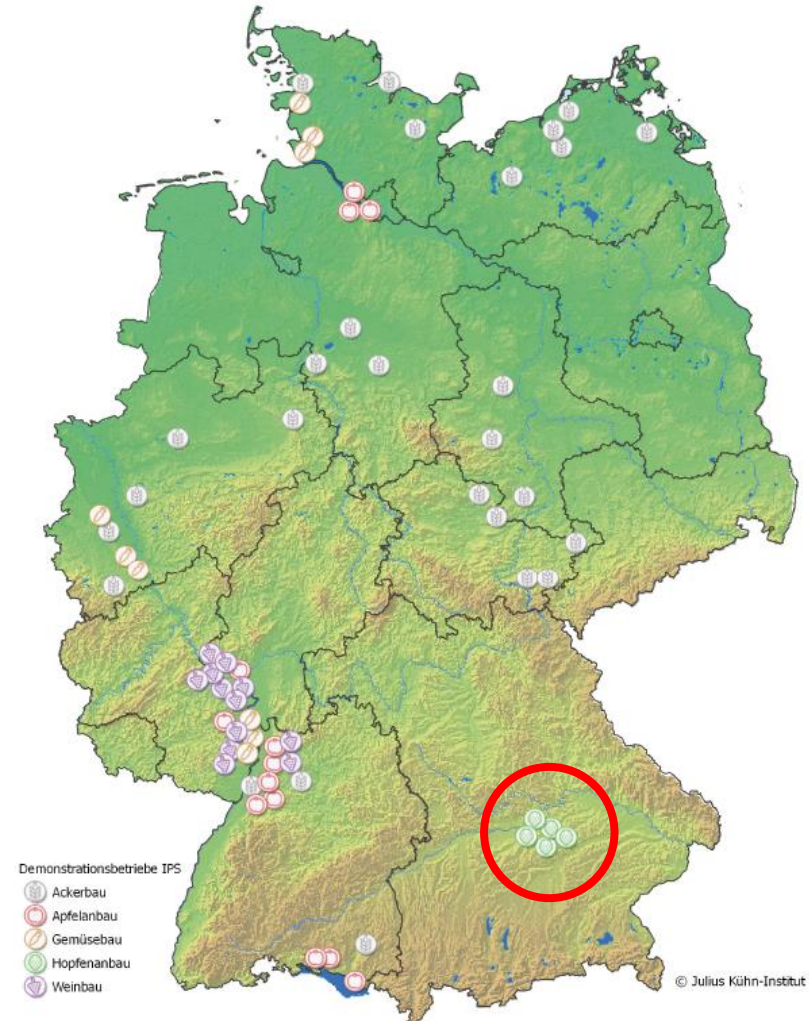 Demonstrationsbetriebe IPS
Ackerbau
Apfelanbau
Gemüsebau
Hopfenanbau
Weinbau
© Julius Kühn-Institut